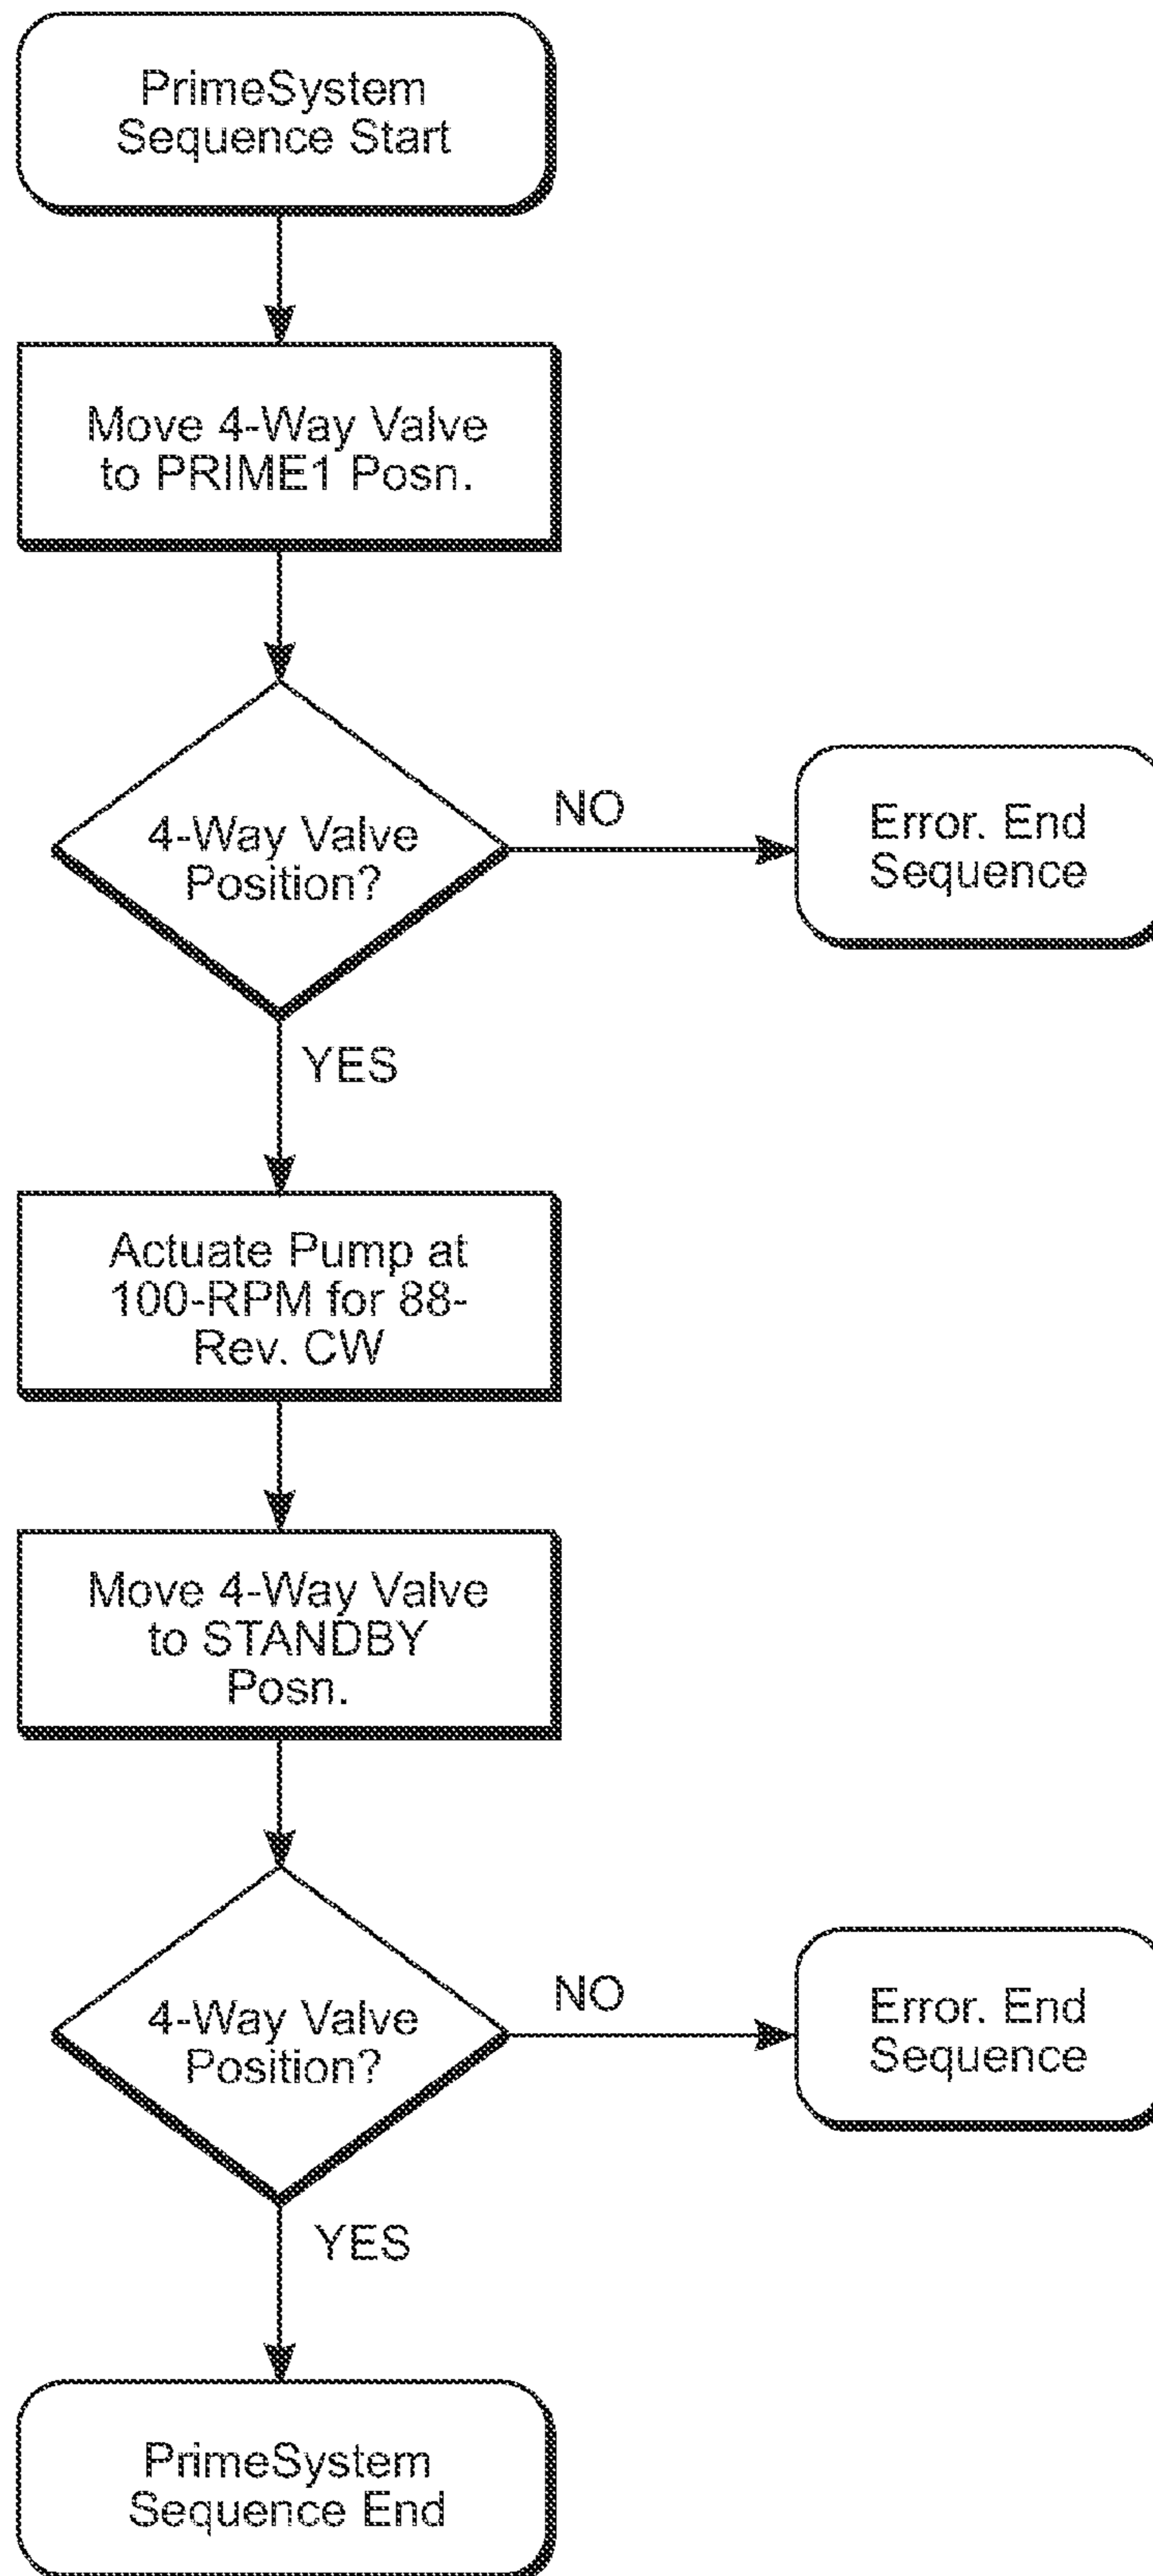 PrimeSystem
Sequence Start
Move 4-Way Valve
to PRIME1 Posn.
4-Way Valve
Position?
NO
Error. End
Sequence
YES
Actuate Pump at
100-RPM for 88-
Rev. CW
Move 4-Way Valve
to STANDBY
Posn.
4-Way Valve
Position?
NO
Error. End
Sequence
YES
PrimeSystem
Sequence End